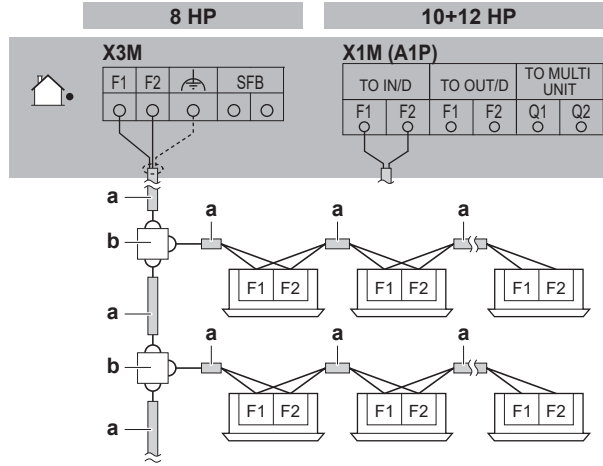 8 HP
10+12 HP
X3M
X1M (A1P)
F1 F2 SFB
TO IN/D TO OUT/D TO MULTI UNIT
F1 F2 F1 F2 Q1 Q2
a
b
a a a
F1 F2 F1 F2 F1 F2
a
b
a a a
F1 F2 F1 F2 F1 F2
a